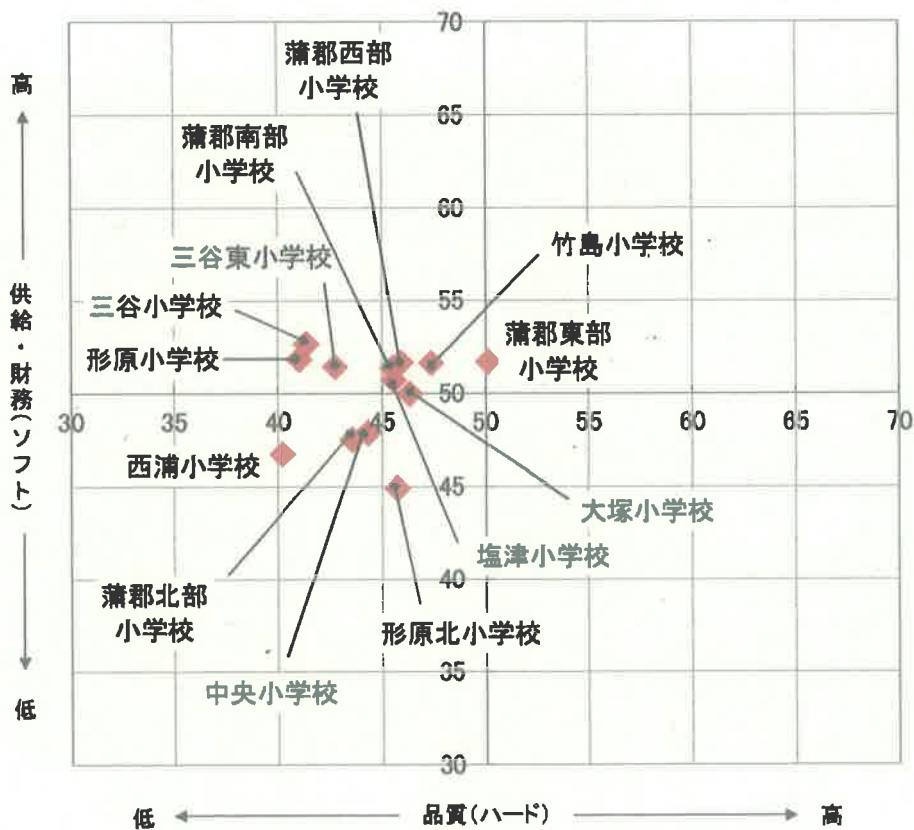 70
蒲郡西部
小学校
高
65
蒲郡南部
小学校
60
竹島小学校
三谷東小学校
55
三谷小学校
供給・財務(ソフト)
蒲郡東部
小学校
形原小学校
50
30 40 45 50 55 60 65 70
西浦小学校
45
大塚小学校
塩津小学校
40
蒲郡北部
小学校
形原北小学校
35
中央小学校
低
30
低 品質(ハード) 高